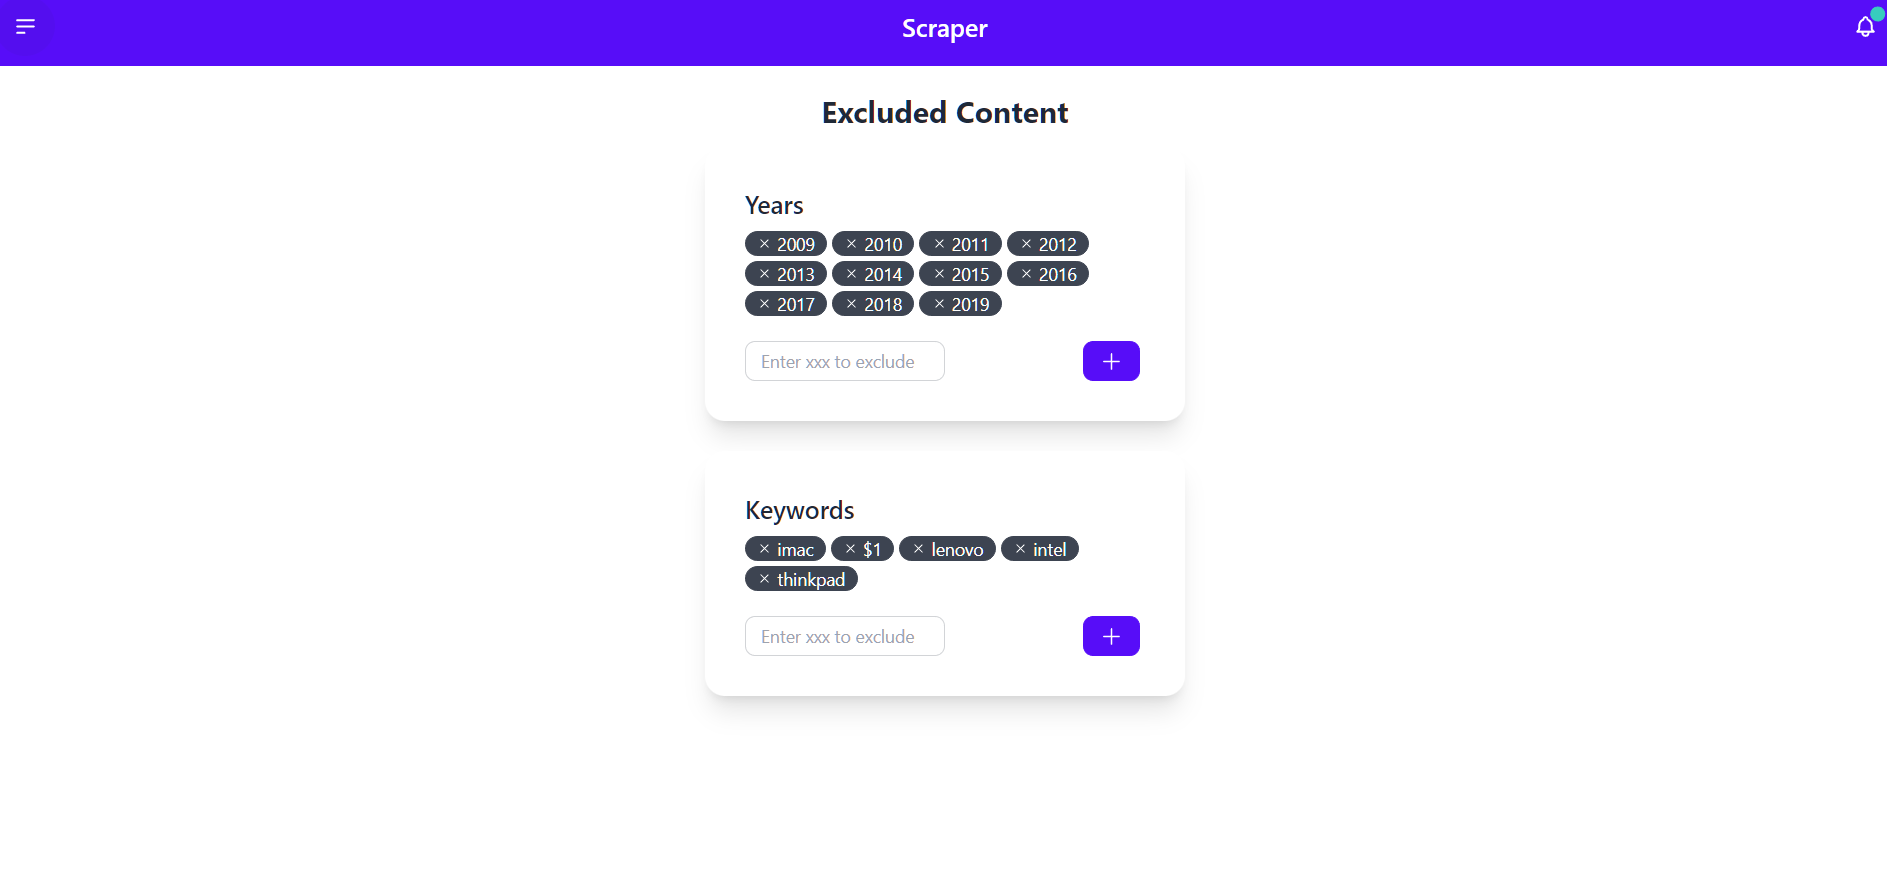 Scraper
Excluded Content
Years
× 2009 × 2010 × 2011 × 2012
× 2013 × 2014 × 2015 × 2016
× 2017 × 2018 × 2019
Enter xxx to exclude +
Keywords
× imac × $1 × lenovo × intel
× thinkpad
Enter xxx to exclude +